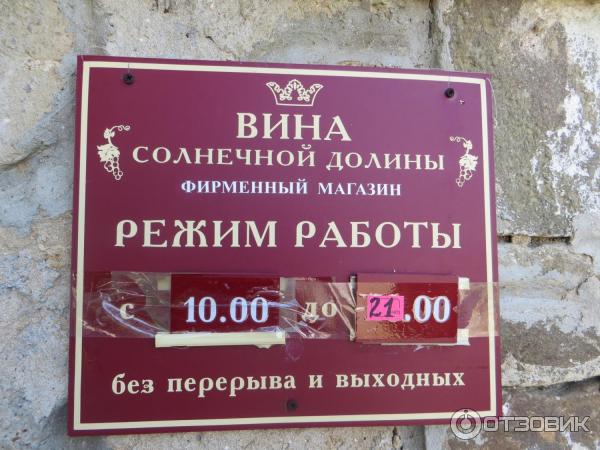 ВИНА
СОЛНЕЧНОЙ ДОЛИНЫ
ФИРМЕННЫЙ МАГАЗИН
РЕЖИМ РАБОТЫ
с 10.00 до 21.00
без перерыва и выходных
ОТЗОВИК